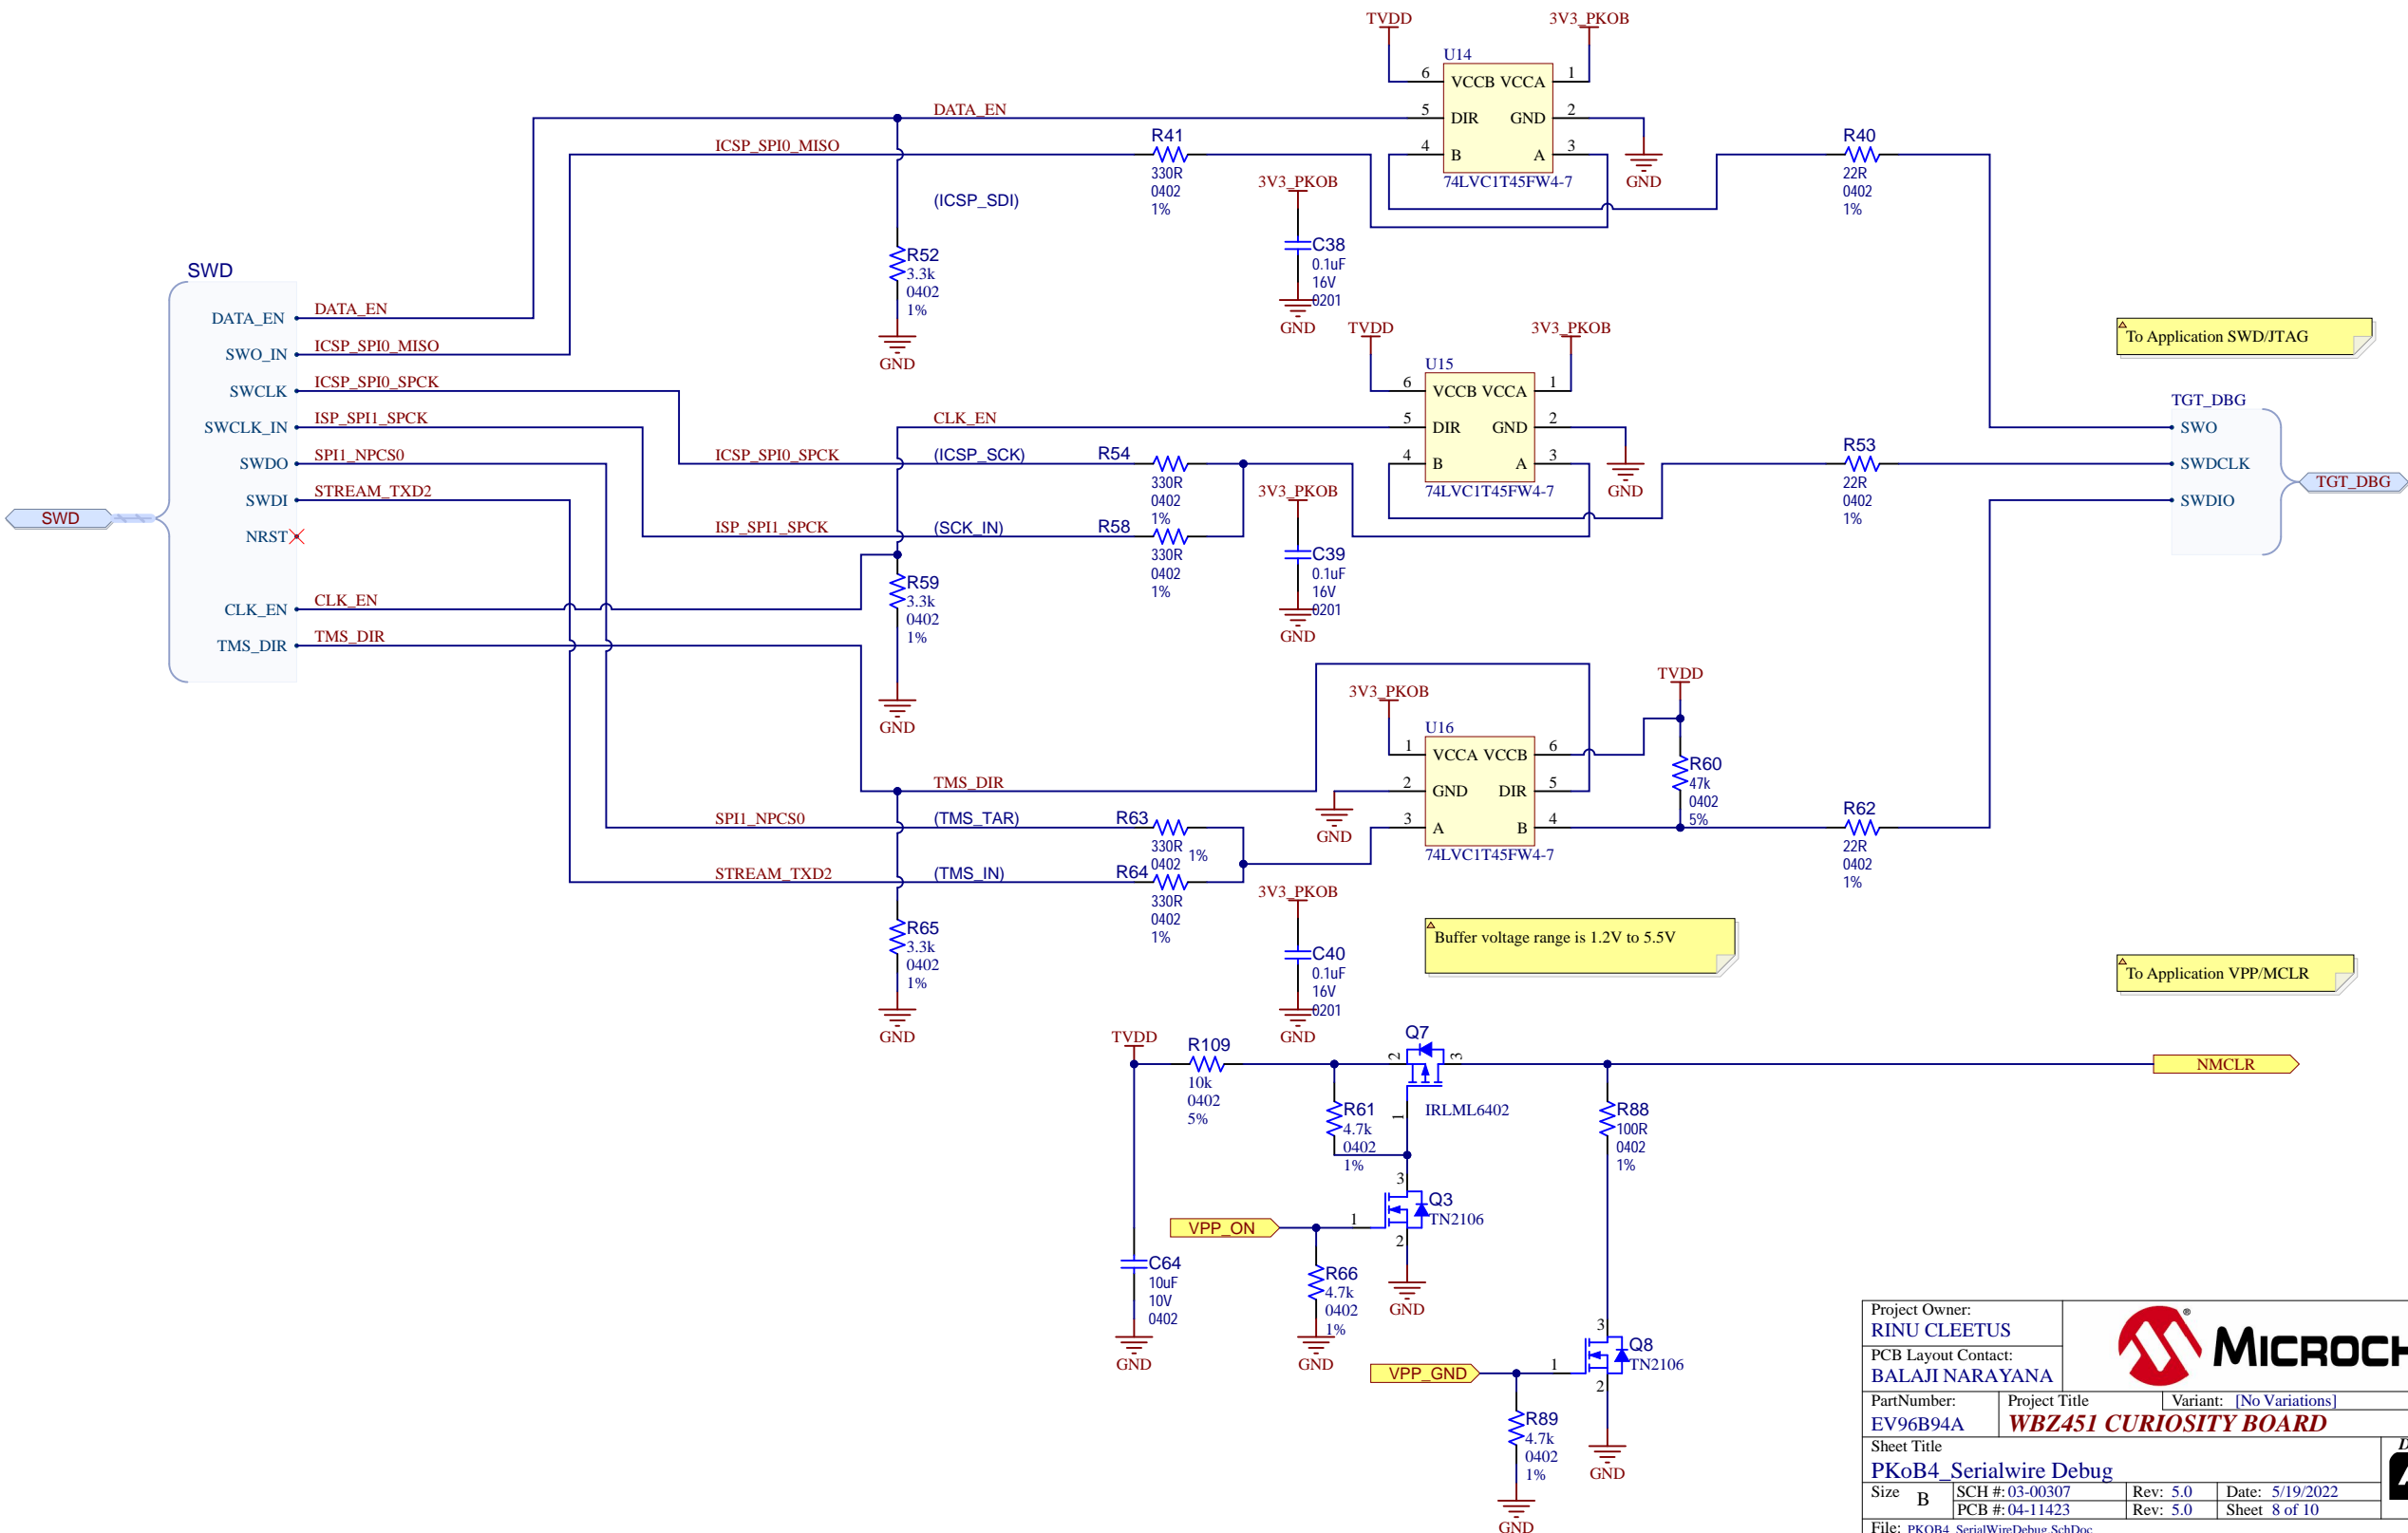 TVDD
3V3_PKOB
U14
6 VCCB VCCA 1
5 DIR GND 2
4 B A 3
74LVC1T45FW4-7
GND
DATA_EN
ICSP_SPI0_MISO
(ICSP_SDI)
R41
330R
0402
1%
R40
22R
0402
1%
R52
3.3k
0402
1%
GND
3V3_PKOB
C38
0.1uF
16V
0201
GND
SWD
DATA_EN
SWO_IN
SWCLK
SWCLK_IN
SWDO
SWDI
NRST
CLK_EN
TMS_DIR
SWD
DATA_EN
ICSP_SPI0_MISO
ICSP_SPI0_SPCK
ISP_SPI1_SPCK
SPI1_NPCS0
STREAM_TXD2
CLK_EN
TMS_DIR
TVDD
3V3_PKOB
U15
6 VCCB VCCA 1
5 DIR GND 2
4 B A 3
74LVC1T45FW4-7
GND
CLK_EN
ICSP_SPI0_SPCK
(ICSP_SCK)
R54
330R
0402
1%
ISP_SPI1_SPCK
(SCK_IN)
R58
330R
0402
1%
R53
22R
0402
1%
R59
3.3k
0402
1%
GND
3V3_PKOB
C39
0.1uF
16V
0201
GND
To Application SWD/JTAG
TGT_DBG
SWO
SWDCLK
SWDIO
TGT_DBG
3V3_PKOB
TVDD
U16
1 VCCA VCCB 6
2 GND DIR 5
3 A B 4
74LVC1T45FW4-7
GND
R60
47k
0402
5%
R62
22R
0402
1%
TMS_DIR
SPI1_NPCS0
(TMS_TAR)
R63
330R
0402
1%
STREAM_TXD2
(TMS_IN)
R64
330R
0402
1%
R65
3.3k
0402
1%
GND
3V3_PKOB
C40
0.1uF
16V
0201
GND
Buffer voltage range is 1.2V to 5.5V
To Application VPP/MCLR
TVDD
R109
10k
0402
5%
Q7
2
3
1
IRLML6402
NMCLR
R61
4.7k
0402
1%
R88
100R
0402
1%
VPP_ON
1
3
Q3
TN2106
2
GND
R66
4.7k
0402
1%
GND
C64
10uF
10V
0402
GND
VPP_GND
1
3
Q8
TN2106
2
GND
R89
4.7k
0402
1%
GND
Project Owner:
RINU CLEETUS
PCB Layout Contact:
BALAJI NARAYANA
PartNumber:
EV96B94A
Project Title
Variant: [No Variations]
WBZ451 CURIOSITY BOARD
Sheet Title
PKoB4_Serialwire Debug
Size B
SCH #: 03-00307
Rev: 5.0
Date: 5/19/2022
PCB #: 04-11423
Rev: 5.0
Sheet 8 of 10
File: PKOB4_SerialWireDebug.SchDoc